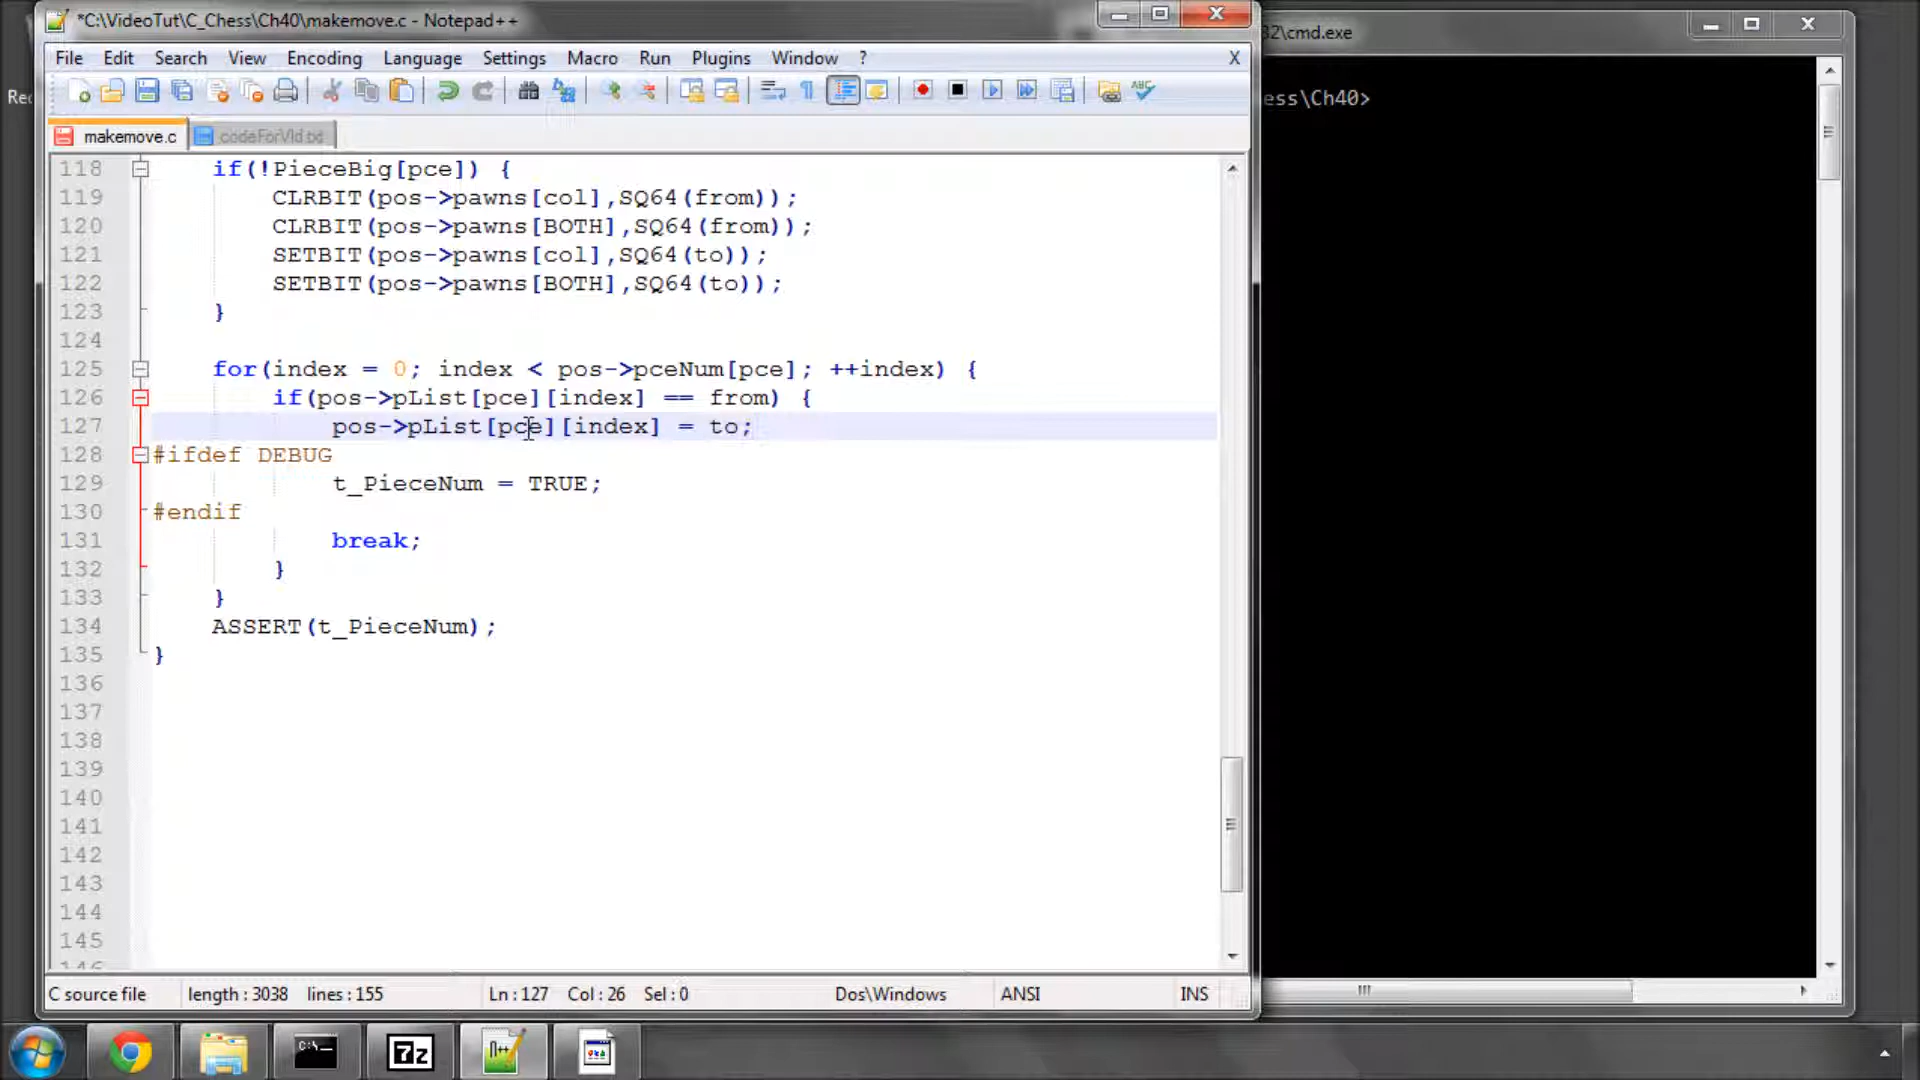 *C:\VideoTut\C_Chess\Ch40\makemove.c - Notepad++
32\cmd.exe
File Edit Search View Encoding Language Settings Macro Run Plugins Window ? X
Rec
ess\Ch40>
makemove.c codeForVid.txt
118 if(!PieceBig[pce]) {
119 CLRBIT(pos->pawns[col],SQ64(from));
120 CLRBIT(pos->pawns[BOTH],SQ64(from));
121 SETBIT(pos->pawns[col],SQ64(to));
122 SETBIT(pos->pawns[BOTH],SQ64(to));
123 }
124
125 for(index = 0; index < pos->pceNum[pce]; ++index) {
126 if(pos->pList[pce][index] == from) {
127 pos->pList[pce][index] = to;
128 #ifdef DEBUG
129 t_PieceNum = TRUE;
130 #endif
131 break;
132 }
133 }
134 ASSERT(t_PieceNum);
135 }
136
137
138
139
140
141
142
143
144
145
146
C source file length : 3038 lines : 155 Ln : 127 Col : 26 Sel : 0 Dos\Windows ANSI INS